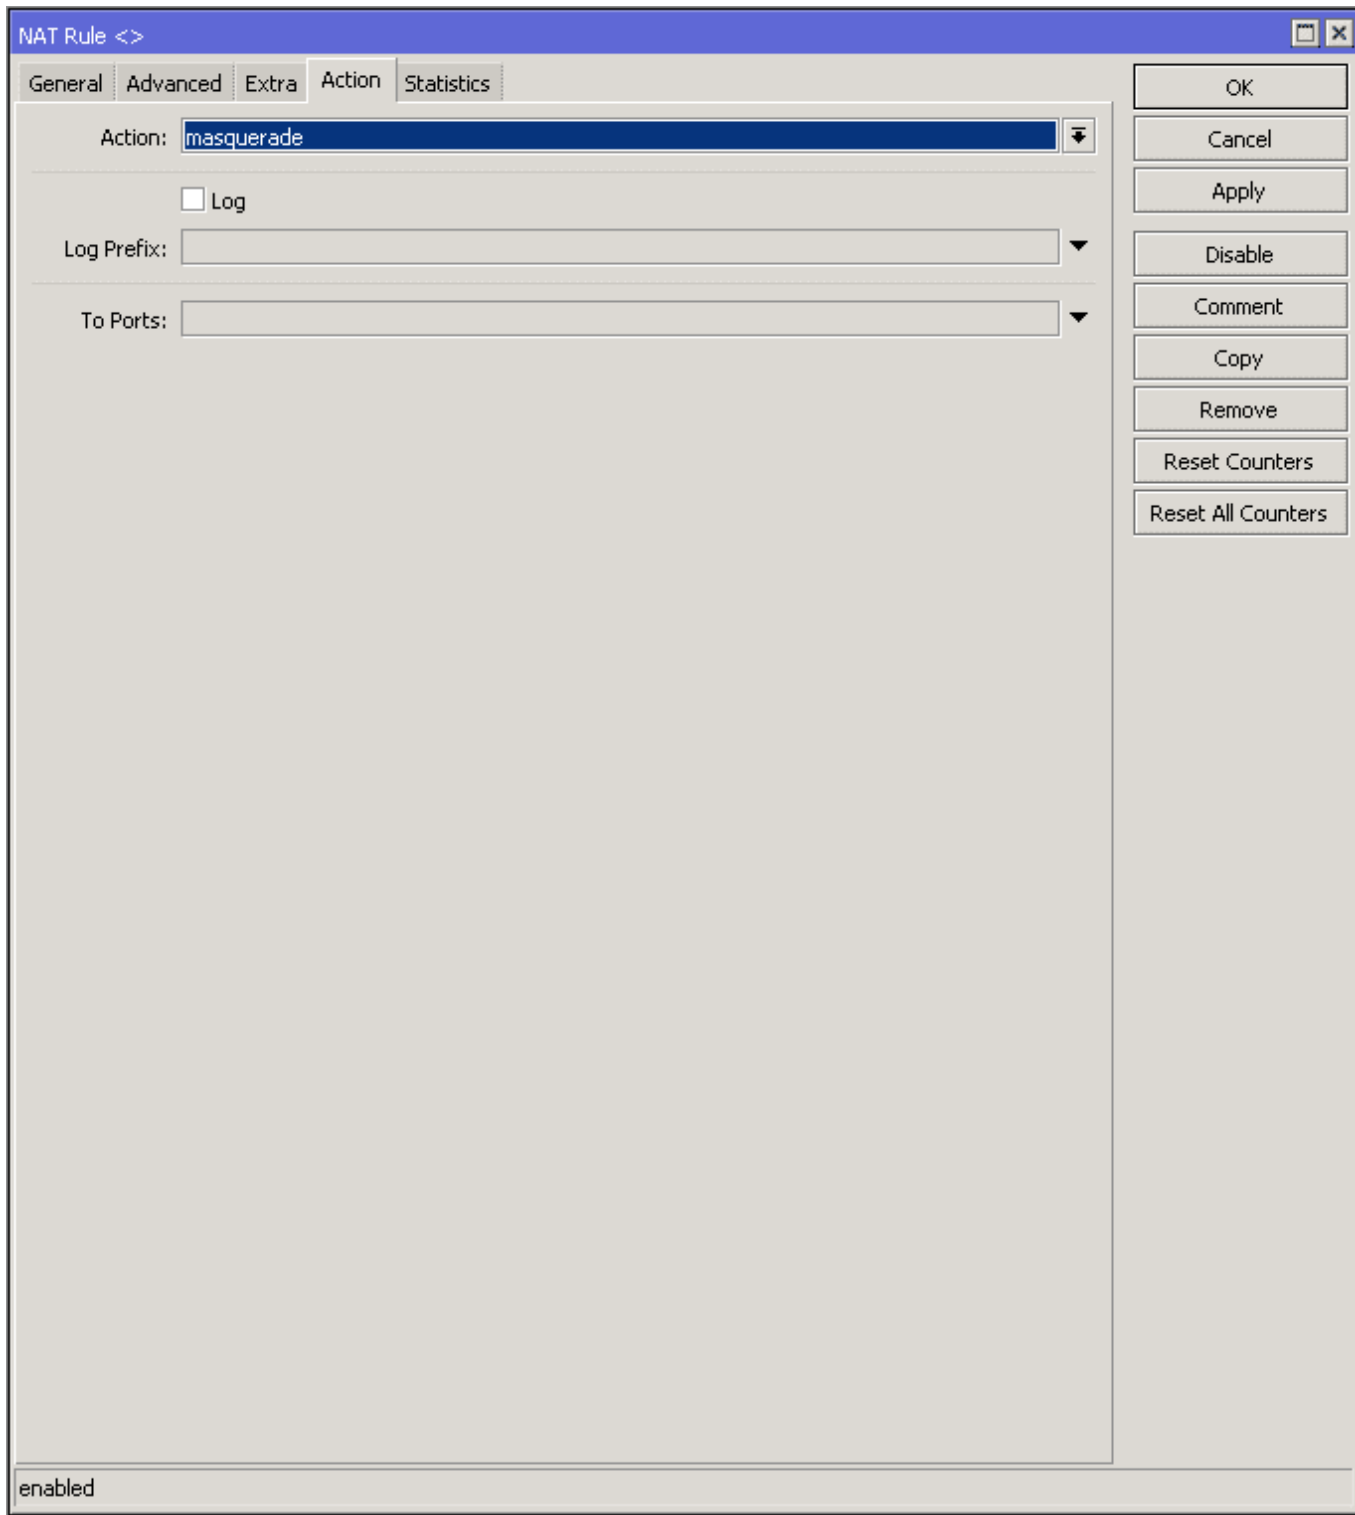 NAT Rule <>
General Advanced Extra Action Statistics
OK
Action: masquerade
Cancel
Log
Apply
Log Prefix:
Disable
To Ports:
Comment
Copy
Remove
Reset Counters
Reset All Counters
enabled